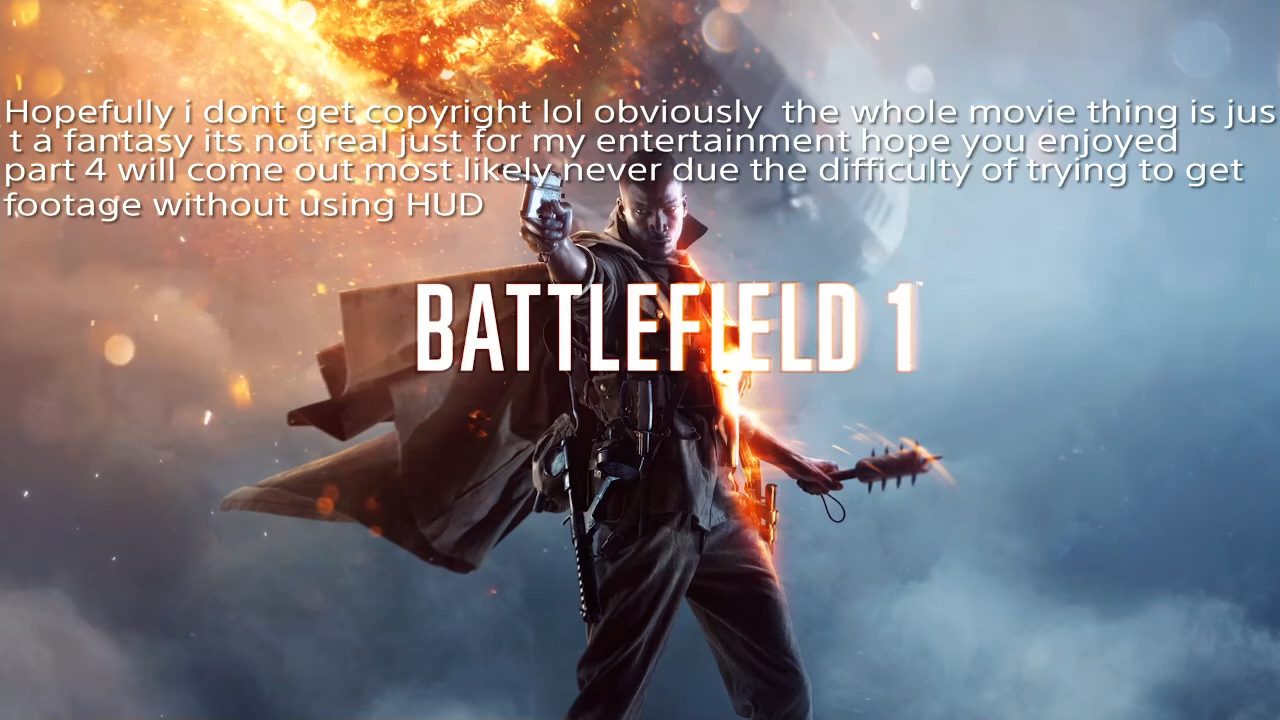 Hopefully i dont get copyright lol obviously  the whole movie thing is jus
t a fantasy its not real just for my entertainment hope you enjoyed
part 4 will come out most likely never due the difficulty of trying to get
footage without using HUD
BATTLEFIELD 1™